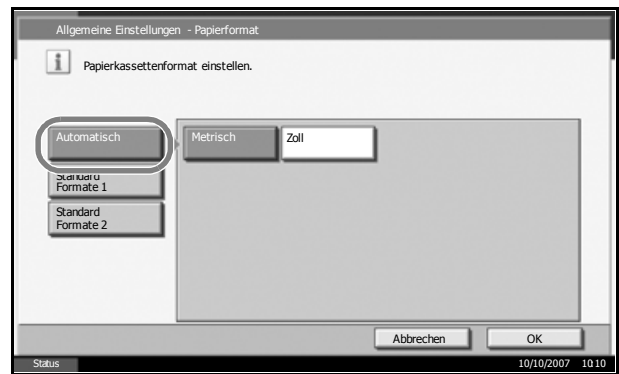 Allgemeine Einstellungen - Papierformat
i
Papierkassettenformat einstellen.
Automatisch
Metrisch
Zoll
Standard
Formate 1
Standard
Formate 2
Abbrechen
OK
Status
10/10/2007 10:10